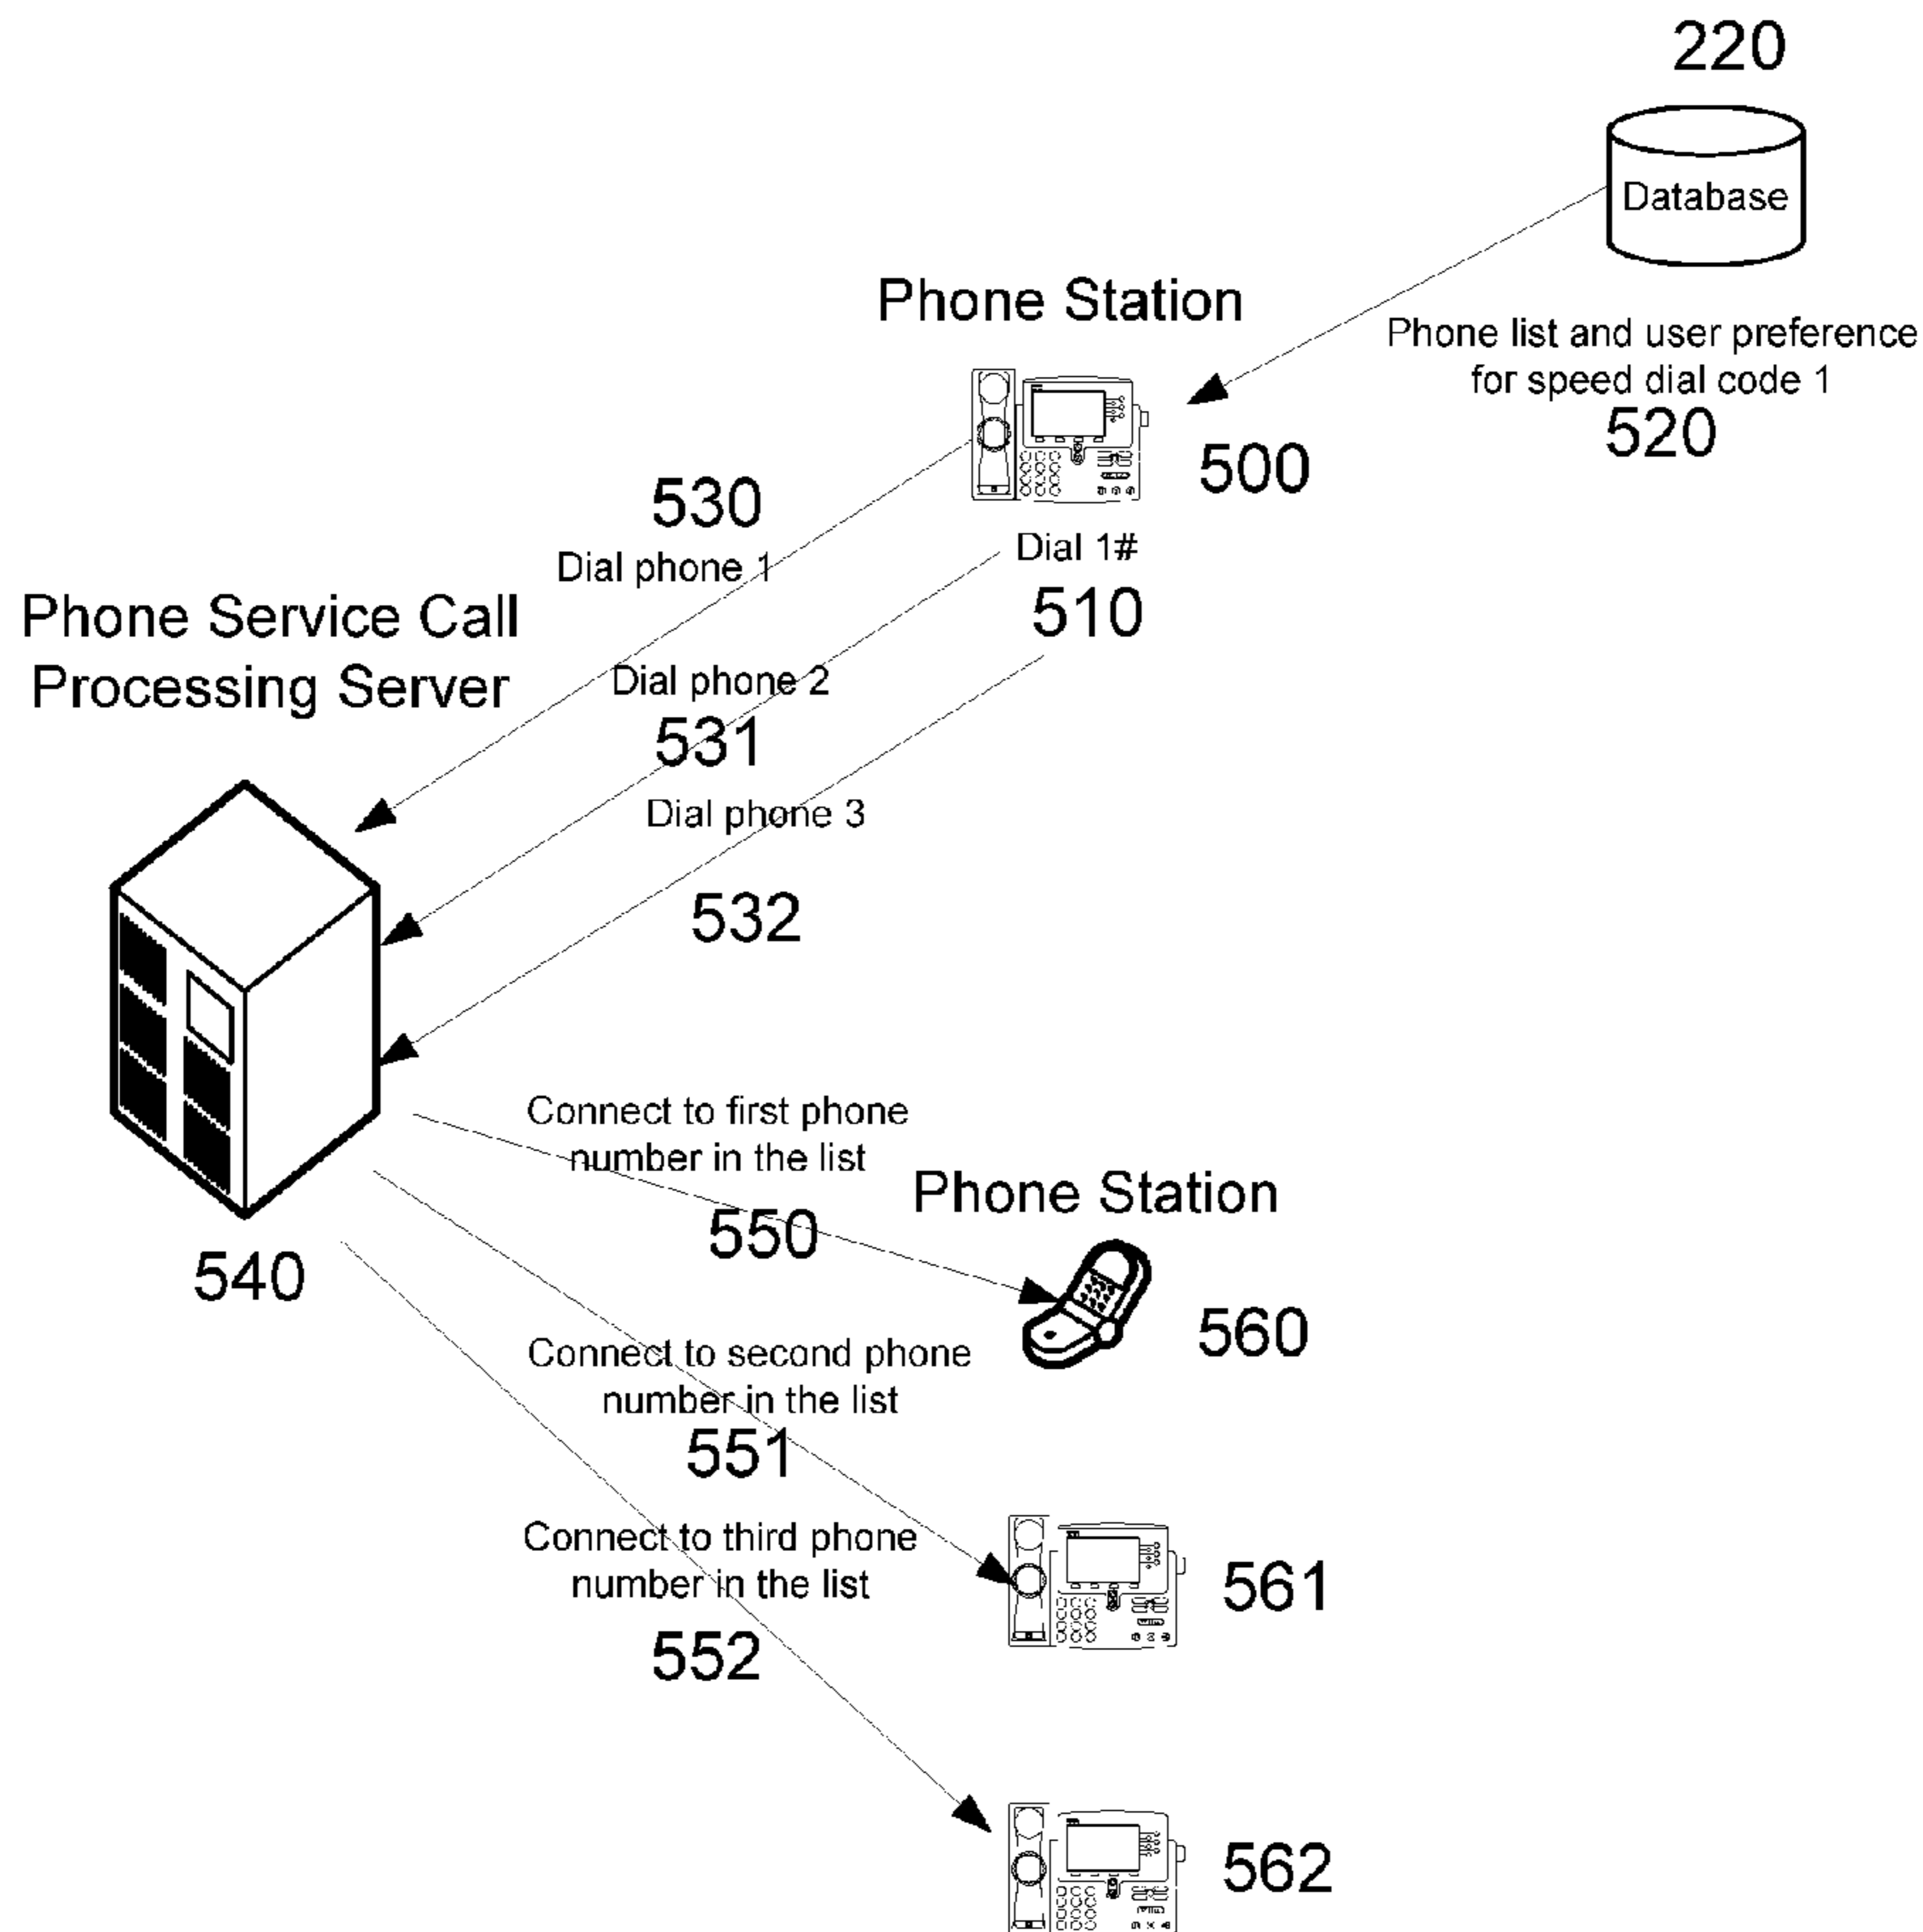 220
Database
Phone Station
Phone list and user preference
for speed dial code 1
520
500
530
Dial phone 1
Dial 1#
510
Phone Service Call
Processing Server
Dial phone 2
531
Dial phone 3
532
Connect to first phone
number in the list
550
Phone Station
540
560
Connect to second phone
number in the list
551
Connect to third phone
number in the list
561
552
562